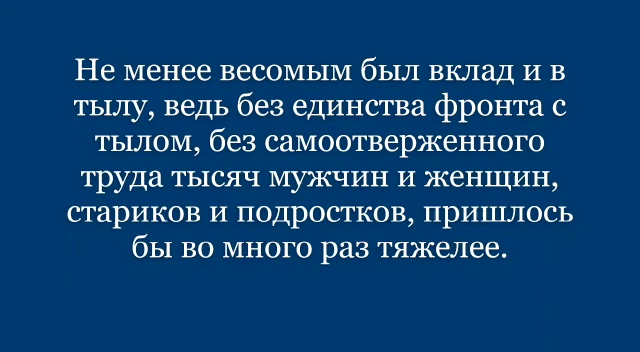 Не менее весомым был вклад и в
тылу, ведь без единства фронта с
тылом, без самоотверженного
труда тысяч мужчин и женщин,
стариков и подростков, пришлось
бы во много раз тяжелее.